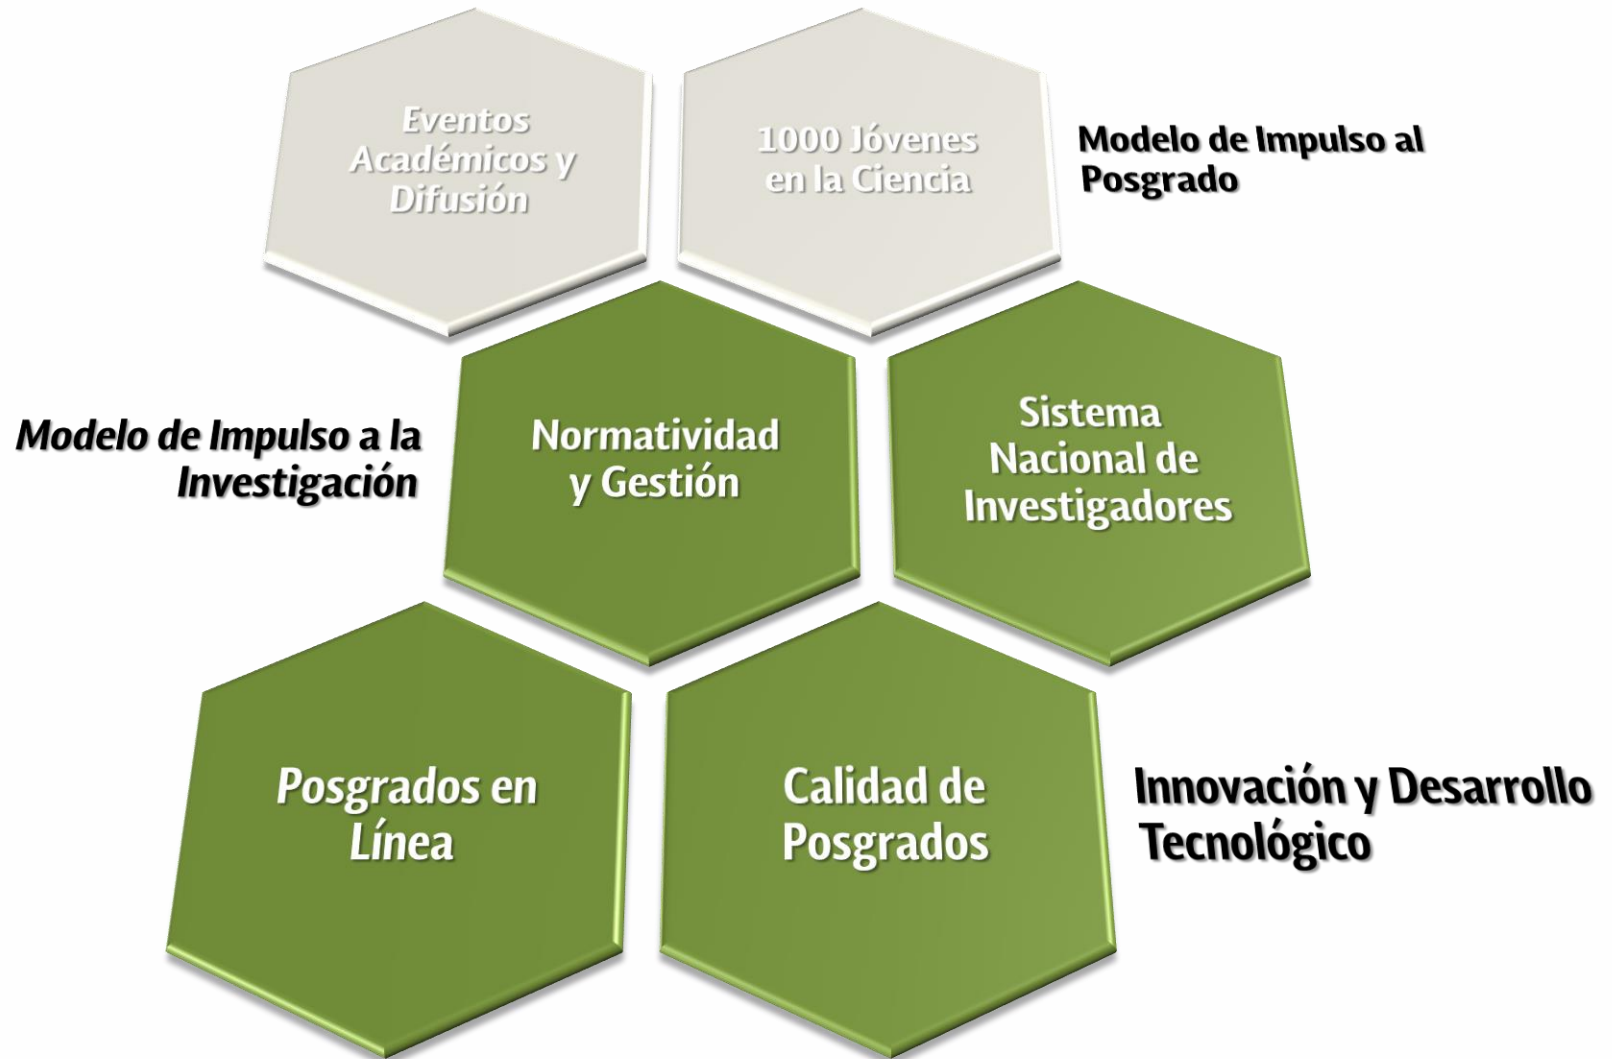 Eventos
Académicos y
Difusión
1000 Jóvenes
en la Ciencia
Modelo de Impulso al
Posgrado
Modelo de Impulso a la
Investigación
Normatividad
y Gestión
Sistema
Nacional de
Investigadores
Posgrados en
Línea
Calidad de
Posgrados
Innovación y Desarrollo
Tecnológico